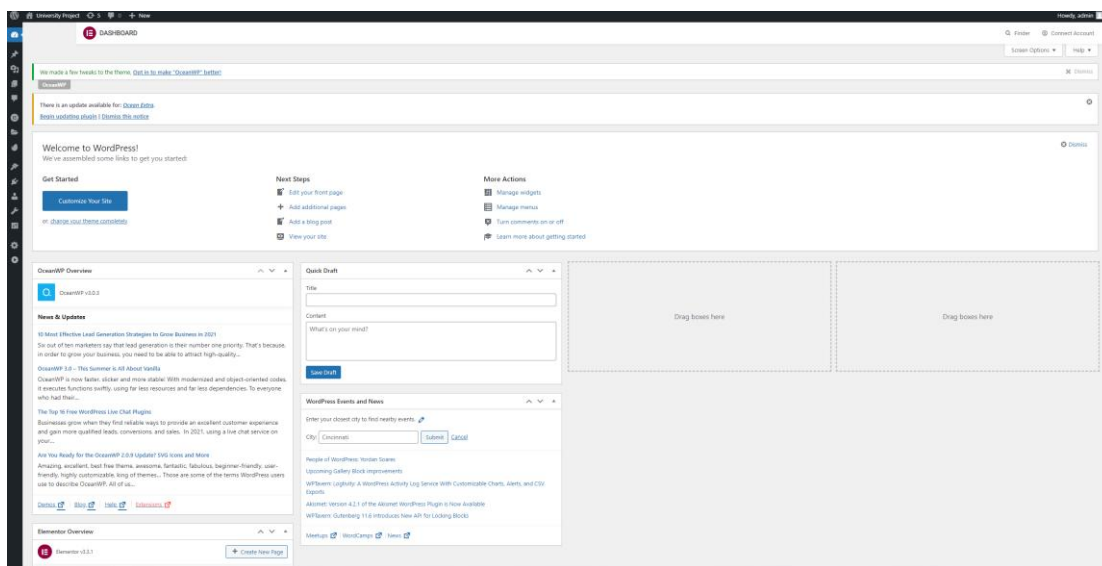 University Project 5 0 + New
Howdy, admin
DASHBOARD
Finder Connect Account
Screen Options Help
We made a few tweaks to the theme. Opt in to make "OceanWP" better!
Dismiss
OceanWP
There is an update available for: Ocean Extra.
Begin updating plugin | Dismiss this notice
Welcome to WordPress!
Dismiss
We've assembled some links to get you started:
Get Started
Customize Your Site
or, change your theme completely
Next Steps
Edit your front page
Add additional pages
Add a blog post
View your site
More Actions
Manage widgets
Manage menus
Turn comments on or off
Learn more about getting started
OceanWP Overview
OceanWP v3.0.3
News & Updates
10 Most Effective Lead Generation Strategies to Grow Business in 2021
Six out of ten marketers say that lead generation is their number one priority. That's because,
in order to grow your business, you need to be able to attract high-quality...
OceanWP 3.0 – This Summer is All About Vanilla
OceanWP is now faster, slicker and more stable! With modernized and object-oriented codes,
it executes functions swiftly, using far less resources and far less dependencies. To everyone
who had their...
The Top 16 Free WordPress Live Chat Plugins
Businesses grow when they find reliable ways to provide an excellent customer experience
and gain more qualified leads, conversions, and sales. In 2021, using a live chat service on
your...
Are You Ready for the OceanWP 2.0.9 Update? SVG Icons and More
Amazing, excellent, best free theme, awesome, fantastic, fabulous, beginner-friendly, user-
friendly, highly customizable, king of themes... Those are some of the terms WordPress users
use to describe OceanWP. All of us...
Demos Blog Help Extensions
Elementor Overview
Elementor v3.3.1
+ Create New Page
Quick Draft
Title
Content
What's on your mind?
Save Draft
WordPress Events and News
Enter your closest city to find nearby events.
City: Cincinnati Submit Cancel
People of WordPress: Yordan Soares
Upcoming Gallery Block improvements
WPTavern: Logtivity: A WordPress Activity Log Service With Customizable Charts, Alerts, and CSV
Exports
Akismet: Version 4.2.1 of the Akismet WordPress Plugin is Now Available
WPTavern: Gutenberg 11.6 Introduces New API for Locking Blocks
Meetups WordCamps News
Drag boxes here
Drag boxes here